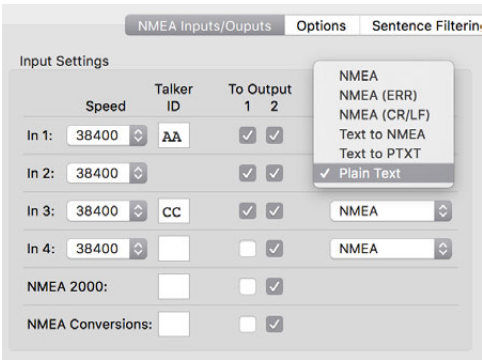 NMEA Inputs/Ouputs Options Sentence Filterin
Input Settings
Speed Talker ID To Output 1 2
NMEA
NMEA (ERR)
NMEA (CR/LF)
Text to NMEA
Text to PTXT
✓ Plain Text
In 1: 38400 AA
In 2: 38400
In 3: 38400 CC NMEA
In 4: 38400 NMEA
NMEA 2000:
NMEA Conversions: